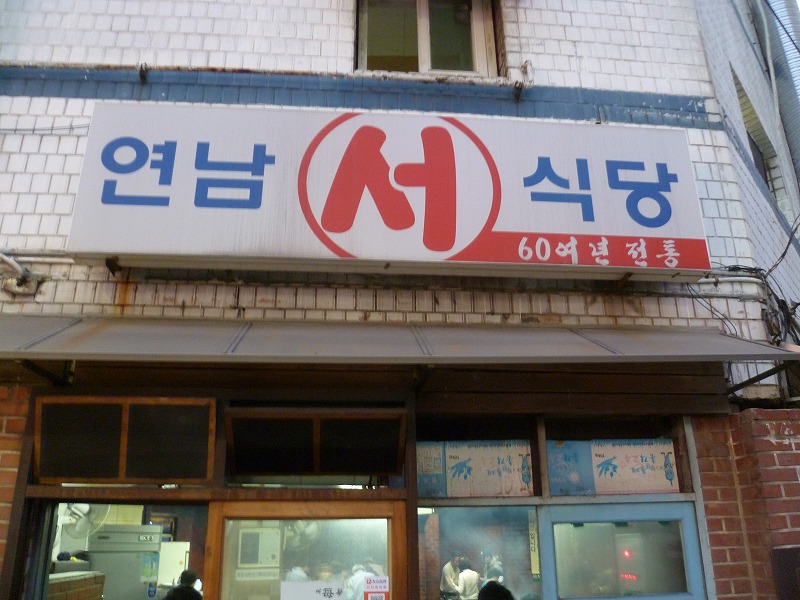 연남 서 식당
60여년 전통